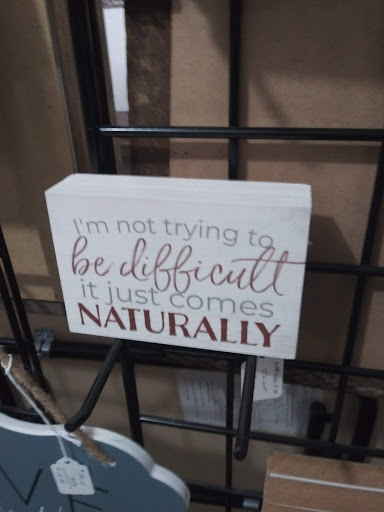 I'm not trying to
be difficult
it just comes
NATURALLY